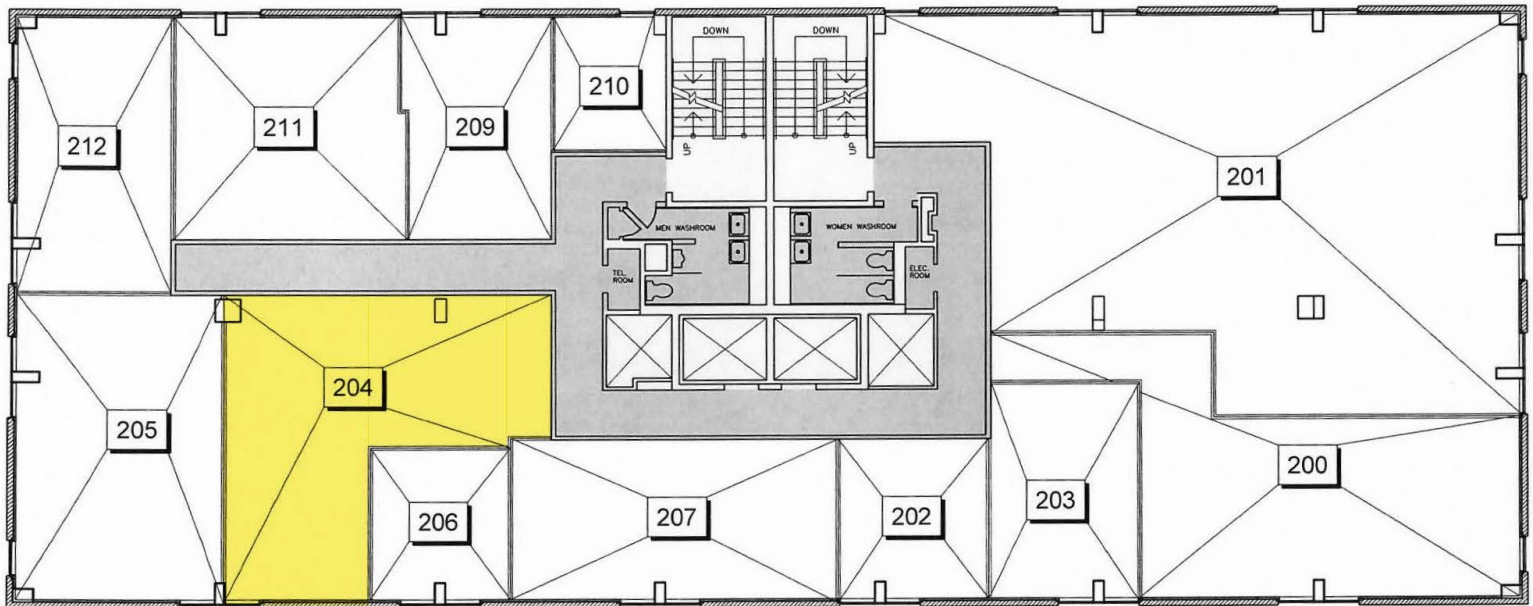 DOWN
DOWN
210
211
209
212
UP
UP
201
MEN WASHROOM
WOMEN WASHROOM
TEL.
ROOM
ELEC.
ROOM
204
205
200
203
206
207
202